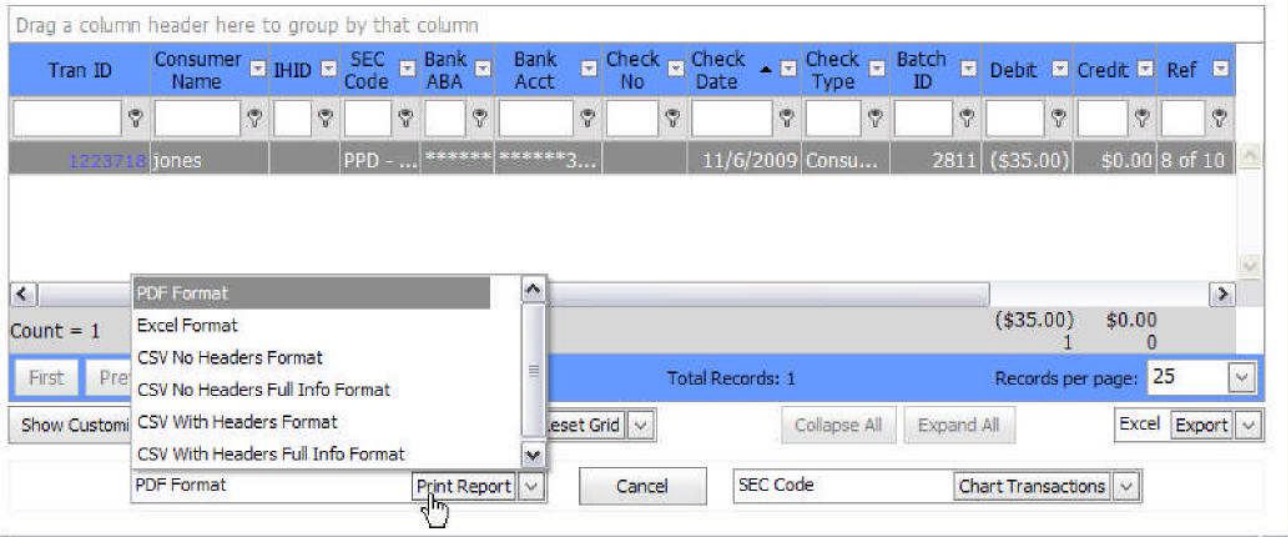 Drag a column header here to group by that column
Tran ID Consumer Name IHID SEC Code Bank ABA Bank Acct Check No Check Date Check Type Batch ID Debit Credit Ref
1223718 jones PPD - ... ****** ******3... 11/6/2009 Consu... 2811 ($35.00) $0.00 8 of 10
PDF Format
Excel Format
CSV No Headers Format
CSV No Headers Full Info Format
CSV With Headers Format
CSV With Headers Full Info Format
Count = 1 ($35.00) $0.00
1 0
First Pre Total Records: 1 Records per page: 25
Show Customi eset Grid Collapse All Expand All Excel Export
PDF Format Print Report Cancel SEC Code Chart Transactions